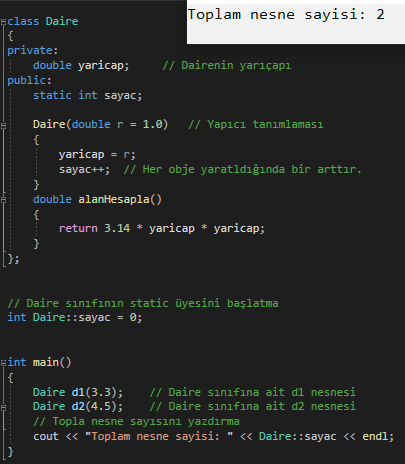 Toplam nesne sayisi: 2
class Daire
{
private:
    double yaricap;     // Dairenin yarıçapı
public:
    static int sayac;
    Daire(double r = 1.0)   // Yapıcı tanımlaması
    {
        yaricap = r;
        sayac++;  // Her obje yaratldığında bir arttır.
    }
    double alanHesapla()
    {
        return 3.14 * yaricap * yaricap;
    }
};
// Daire sınıfının static üyesini başlatma
int Daire::sayac = 0;
int main()
{
    Daire d1(3.3);    // Daire sınıfına ait d1 nesnesi
    Daire d2(4.5);    // Daire sınıfına ait d2 nesnesi
    // Topla nesne sayısını yazdırma
    cout << "Toplam nesne sayisi: " << Daire::sayac << endl;
}